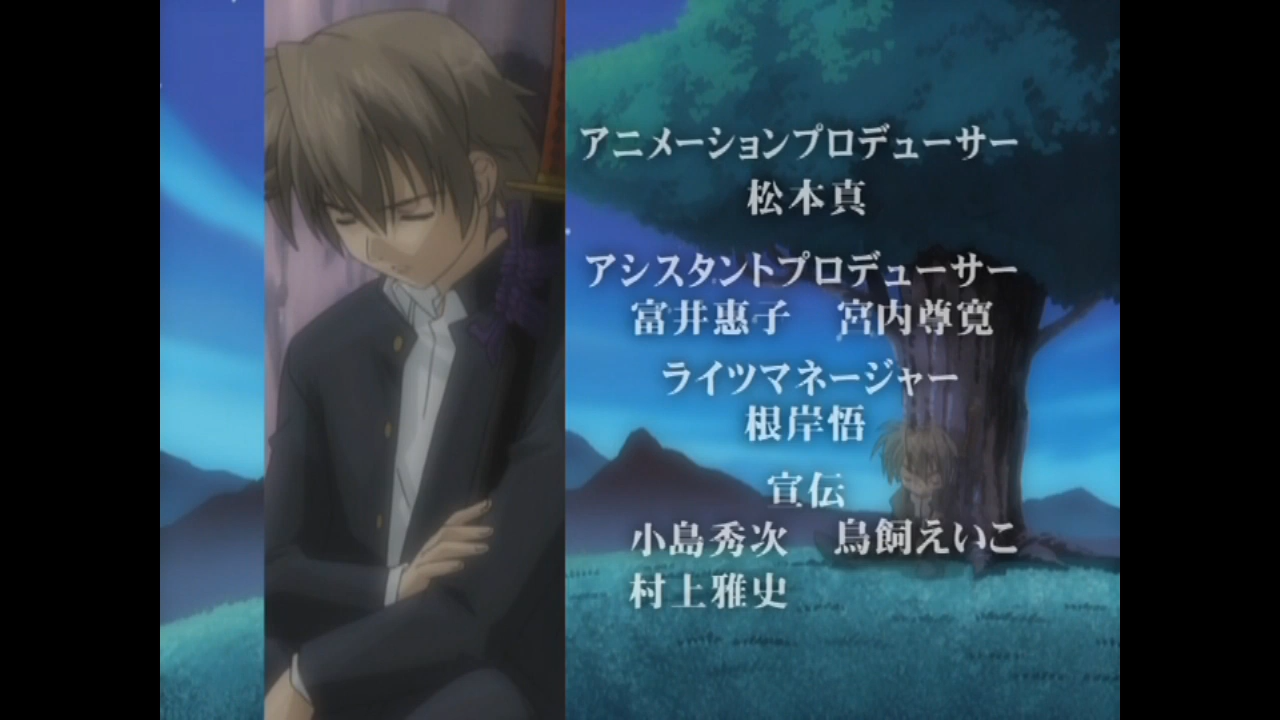 アニメーションプロデューサー
松本真
アシスタントプロデューサー
富井惠子　宮内尊寛
ライツマネージャー
根岸悟
宣伝
小島秀次　鳥飼えいこ
村上雅史